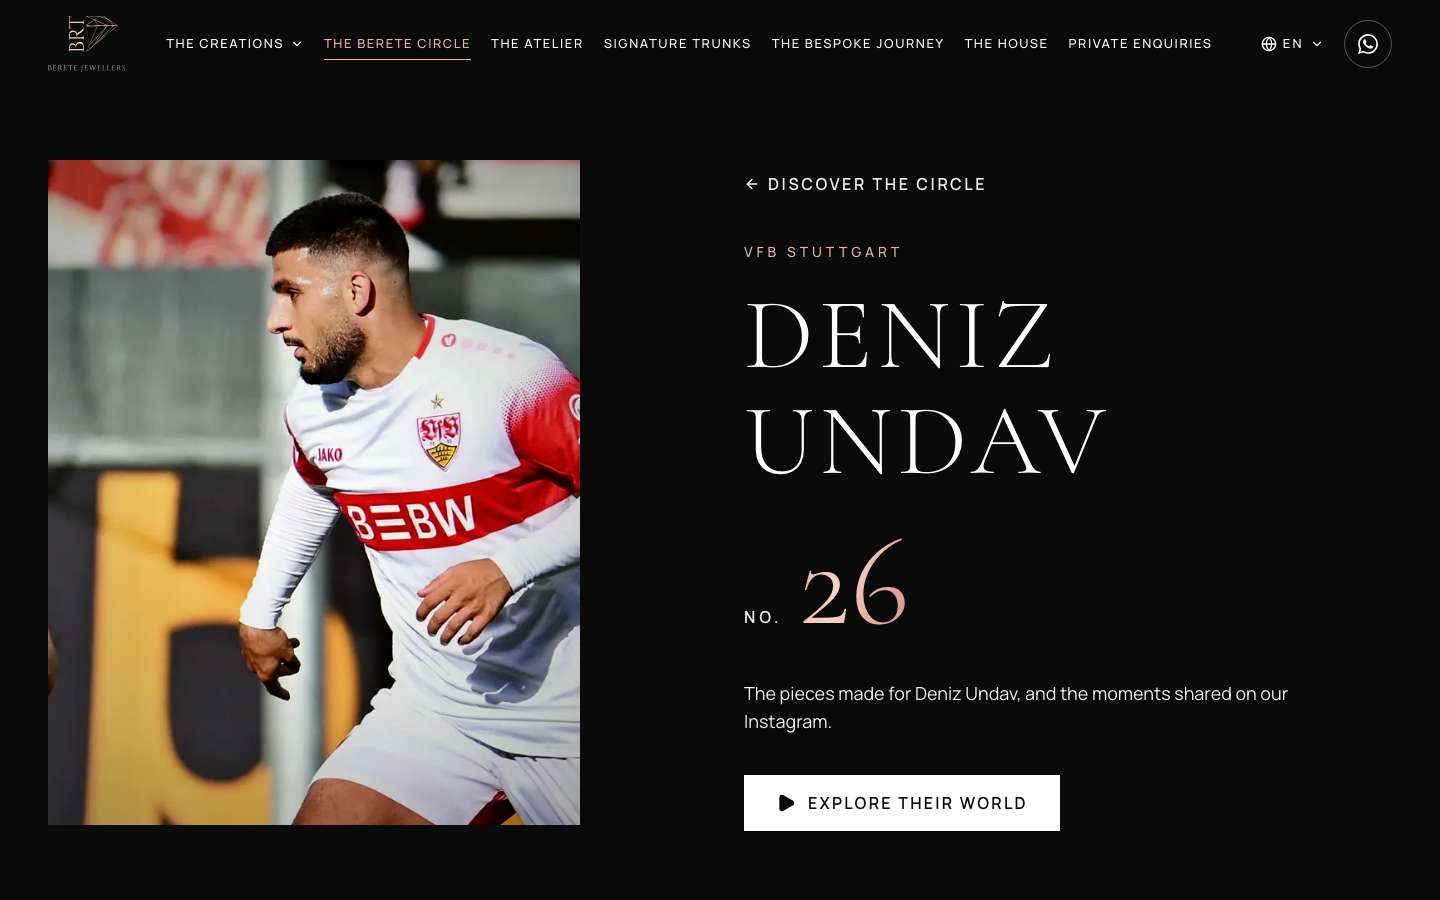 BRT
BERETE JEWELLERS
THE CREATIONS
THE BERETE CIRCLE
THE ATELIER
SIGNATURE TRUNKS
THE BESPOKE JOURNEY
THE HOUSE
PRIVATE ENQUIRIES
EN
JAKO
VfB
BW
← DISCOVER THE CIRCLE
VFB STUTTGART
DENIZ
UNDAV
NO. 26
The pieces made for Deniz Undav, and the moments shared on our
Instagram.
EXPLORE THEIR WORLD